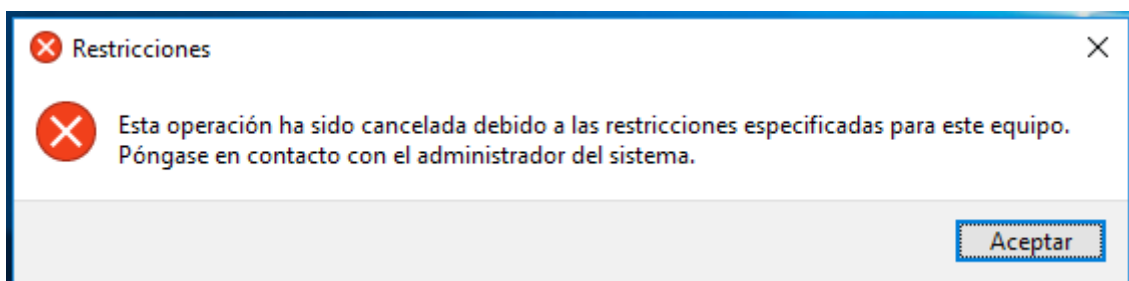 Restricciones
Esta operación ha sido cancelada debido a las restricciones especificadas para este equipo.
Póngase en contacto con el administrador del sistema.
Aceptar